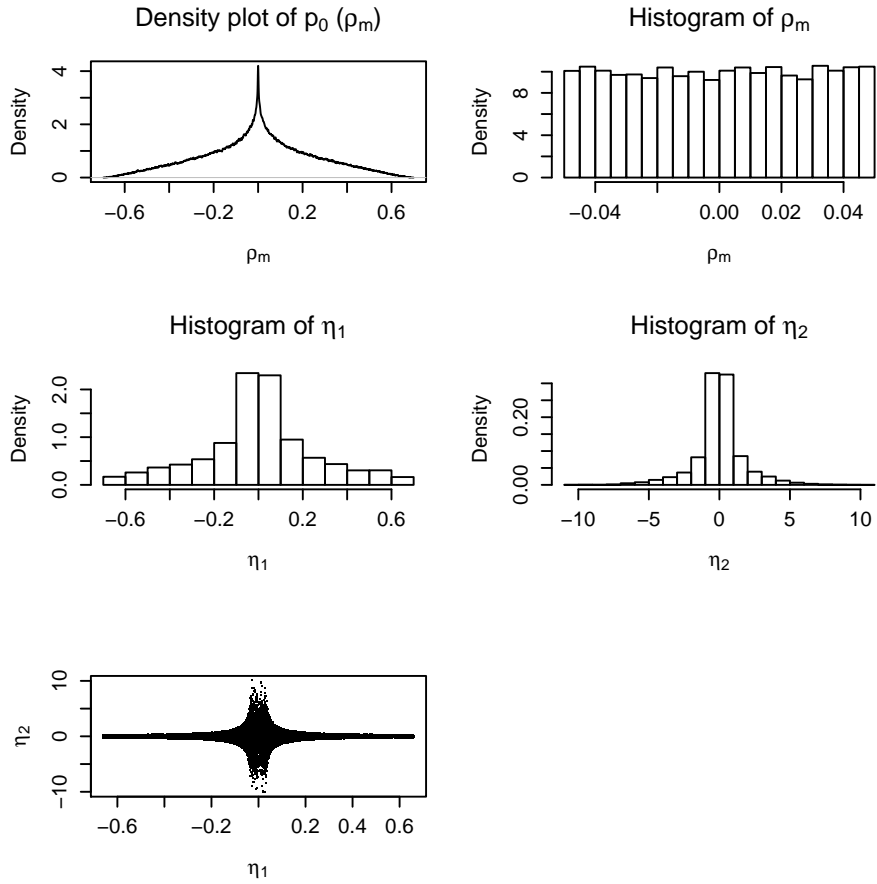 Density plot of p₀ (ρₘ)
Density
0 2 4
−0.6 −0.2 0.2 0.6
ρₘ
Histogram of ρₘ
Density
0 4 8
−0.04 0.00 0.02 0.04
ρₘ
Histogram of η₁
Density
0.0 1.0 2.0
−0.6 −0.2 0.2 0.6
η₁
Histogram of η₂
Density
0.00 0.20
−10 −5 0 5 10
η₂
η₂
−10 0 10
−0.6 −0.2 0.2 0.4 0.6
η₁